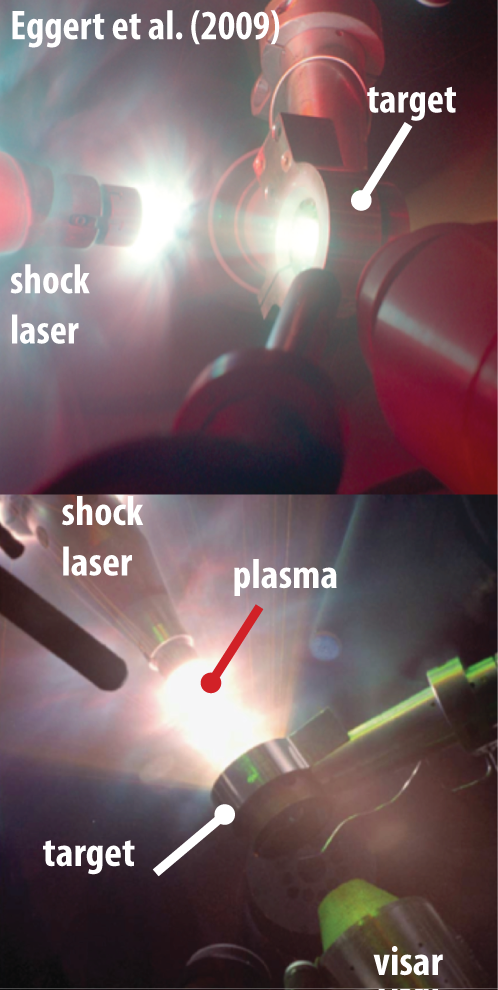 Eggert et al. (2009)
target
shock
laser
shock
laser
plasma
target
visar